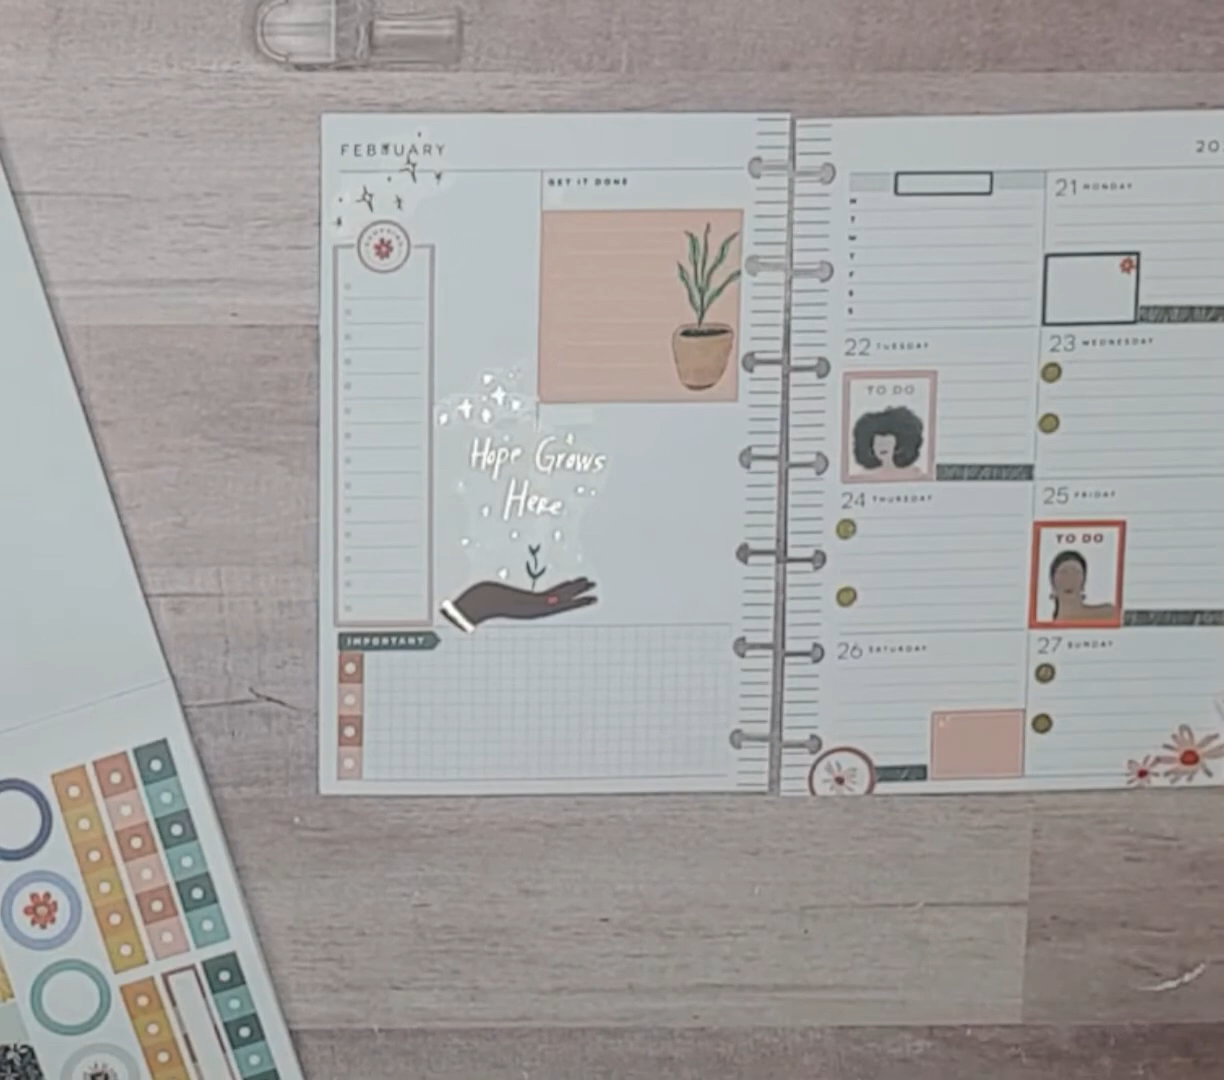 FEBRUARY
GET IT DONE
Hope Grows
Here
IMPORTANT
21 MONDAY
22 TUESDAY
TO DO
23 WEDNESDAY
24 THURSDAY
25 FRIDAY
TO DO
26 SATURDAY
27 SUNDAY